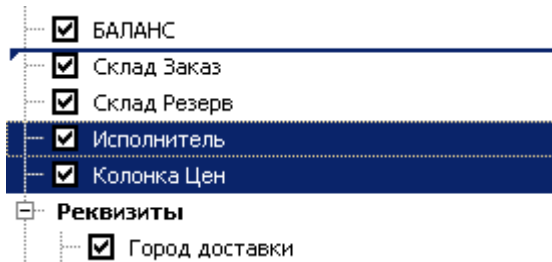 БАЛАНС
Склад Заказ
Склад Резерв
Исполнитель
Колонка Цен
Реквизиты
Город доставки